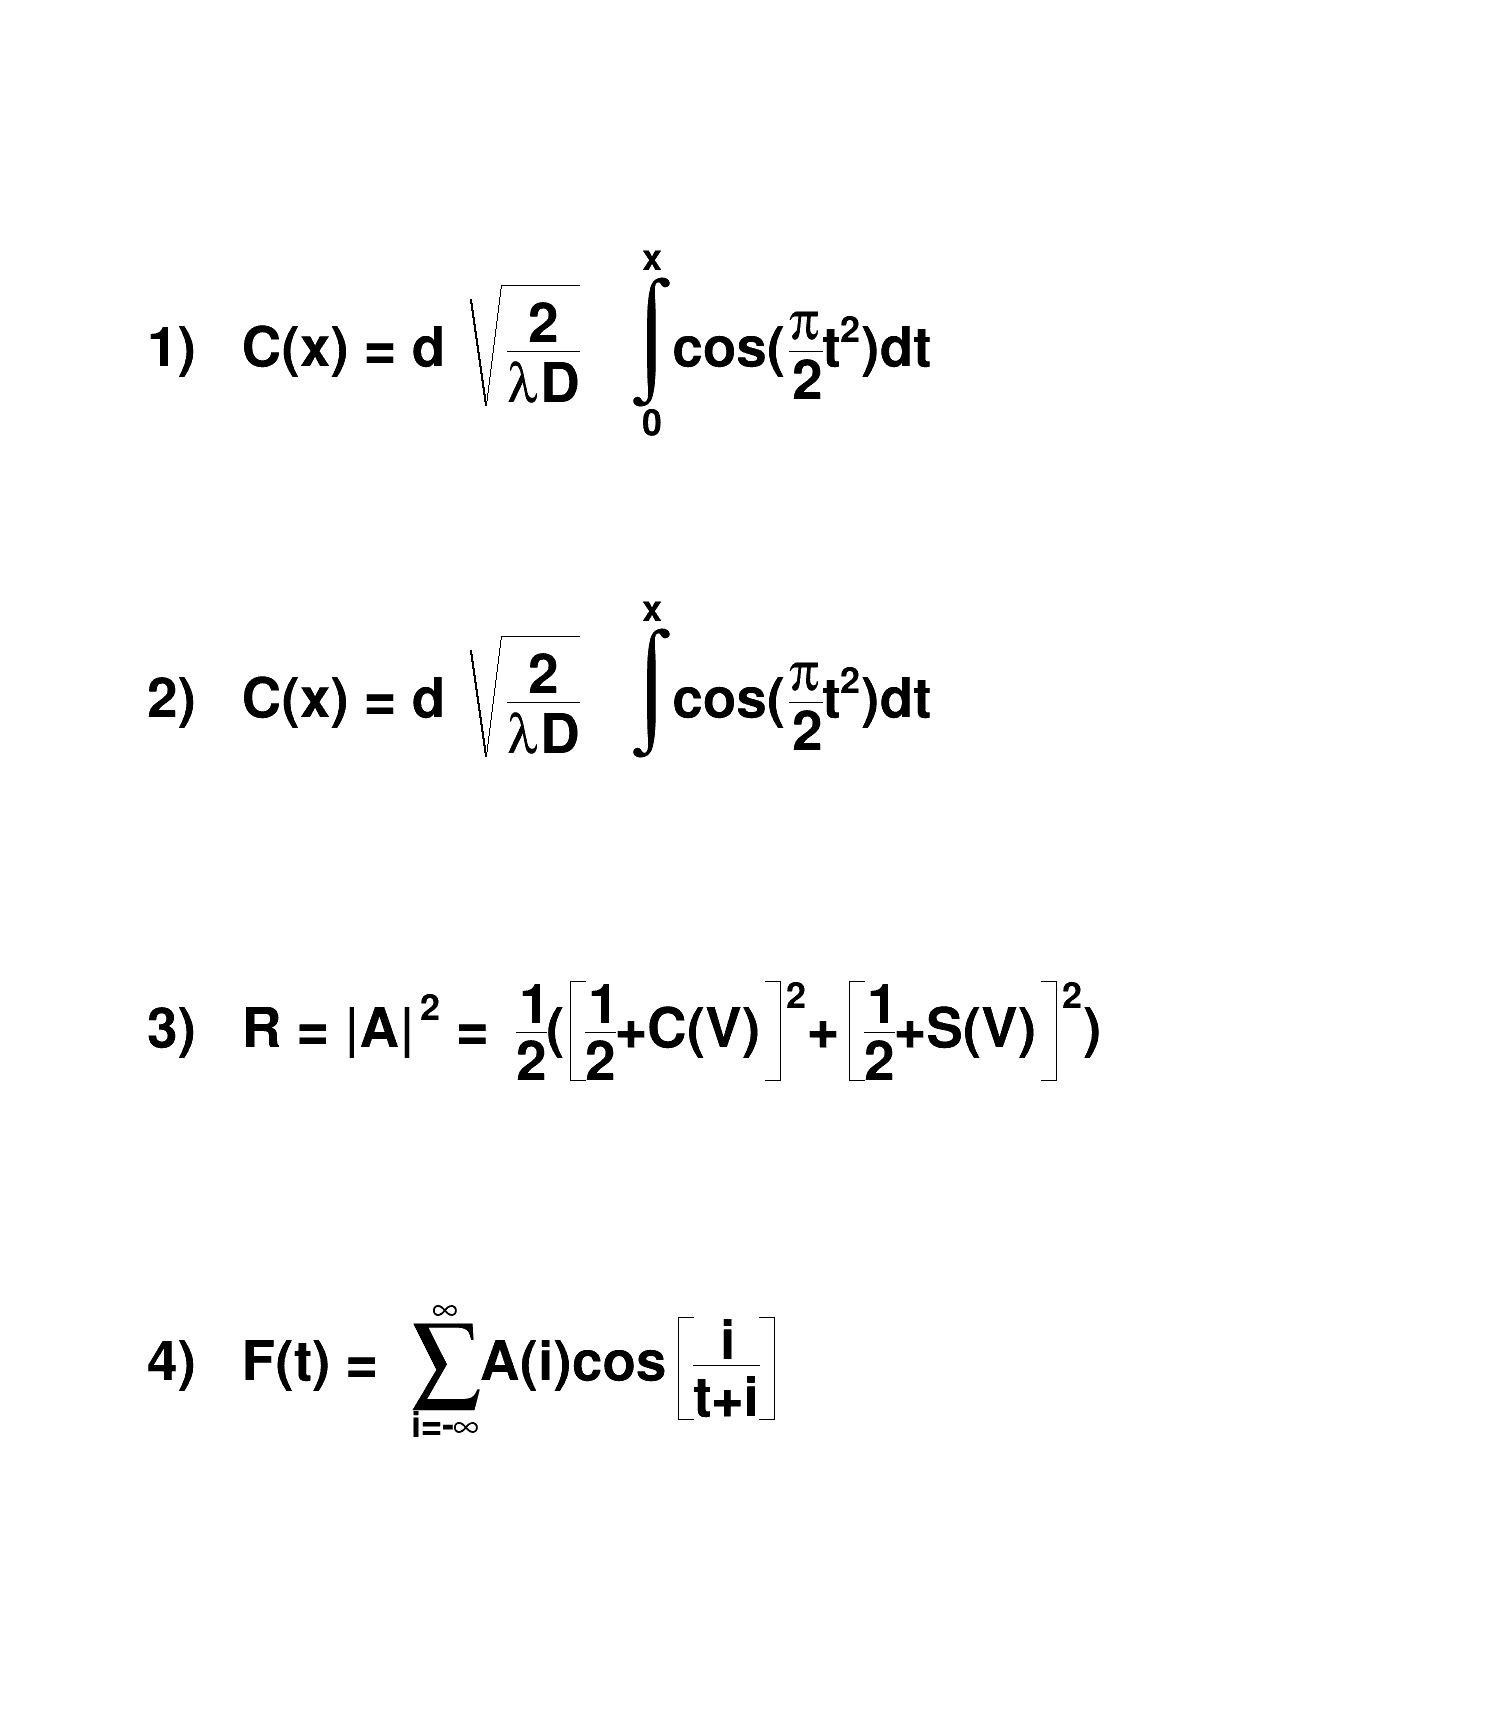 1) C(x) = d √(2/λD) ∫₀ˣ cos(π/2 t²)dt
2) C(x) = d √(2/λD) ∫ˣ cos(π/2 t²)dt
3) R = |A|² = 1/2([1/2+C(V)]²+[1/2+S(V)]²)
4) F(t) = ∑_{i=-∞}^{∞} A(i)cos[i/t+i]